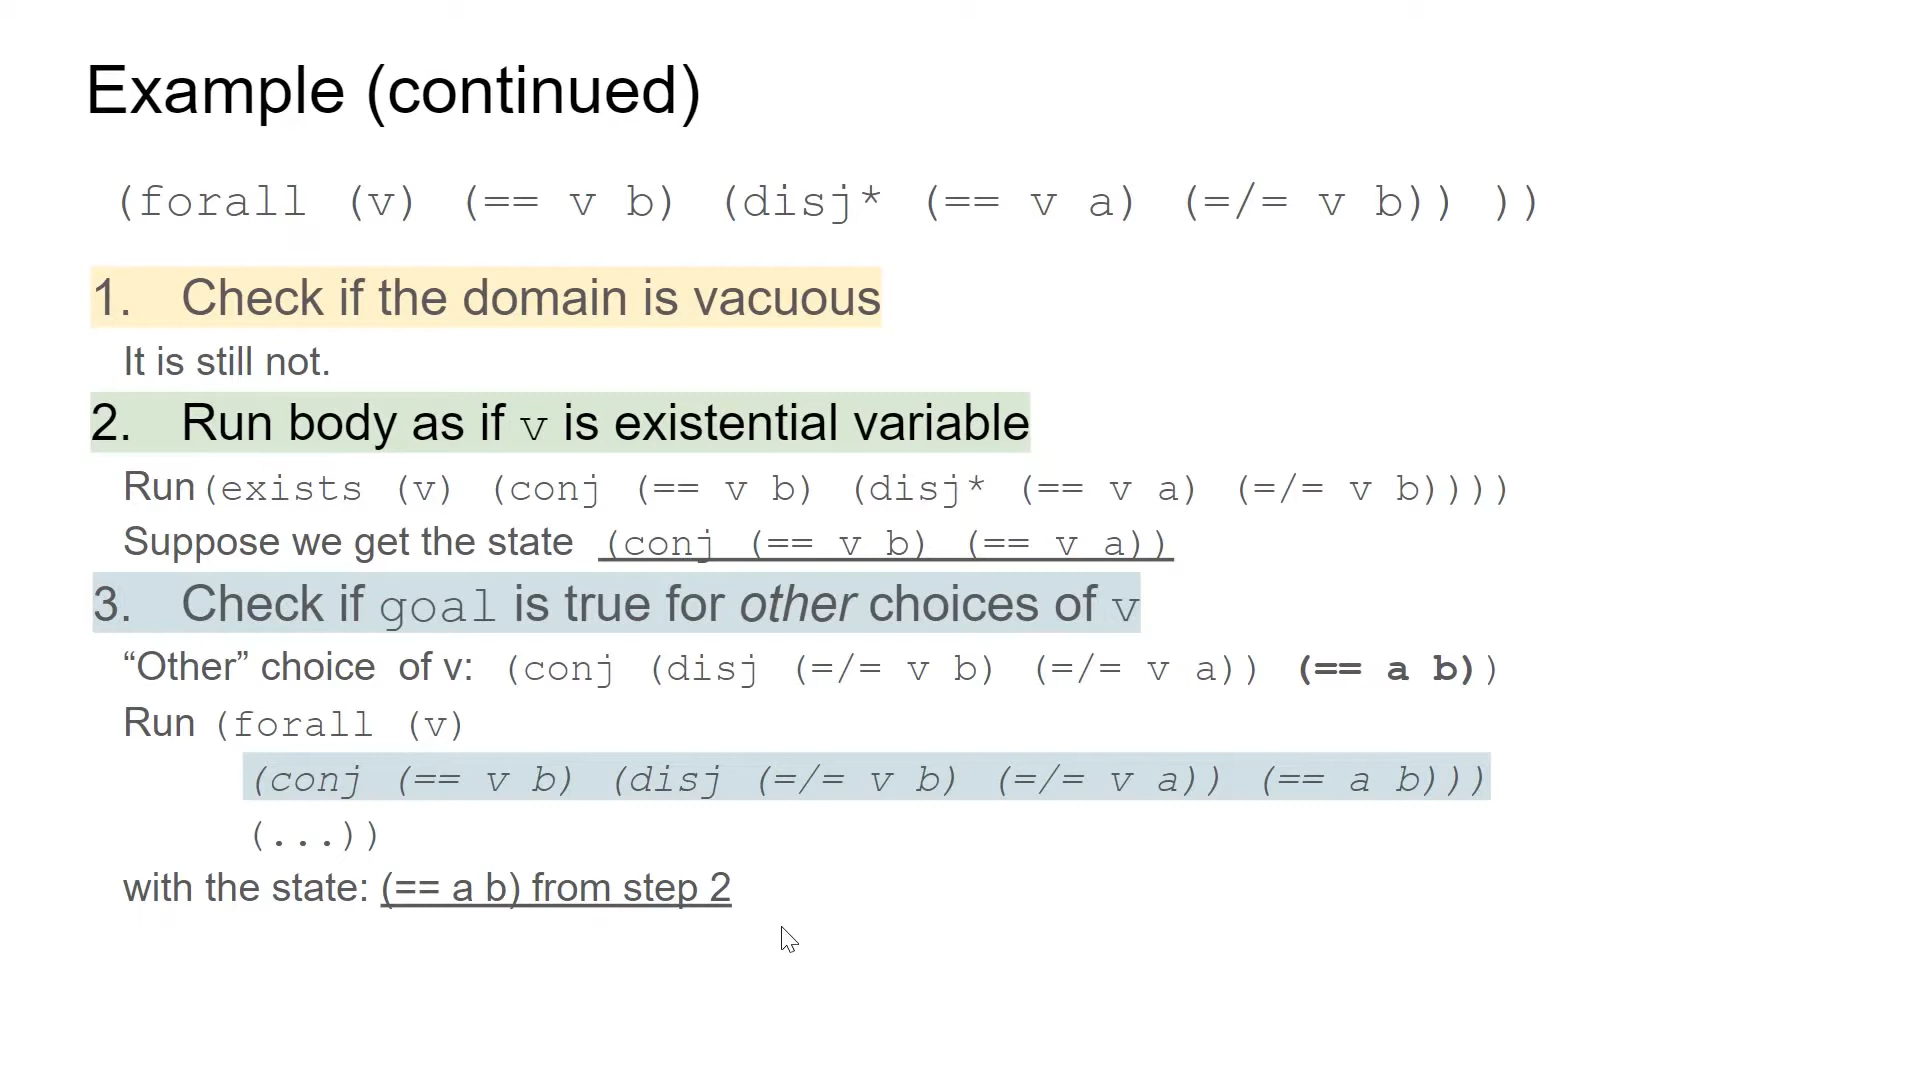 Example (continued)
(forall (v) (== v b) (disj* (== v a) (=/= v b)) ))
1. Check if the domain is vacuous
It is still not.
2. Run body as if v is existential variable
Run (exists (v) (conj (== v b) (disj* (== v a) (=/= v b))))
Suppose we get the state (conj (== v b) (== v a))
3. Check if goal is true for other choices of v
“Other” choice of v: (conj (disj (=/= v b) (=/= v a)) (== a b))
Run (forall (v)
(conj (== v b) (disj (=/= v b) (=/= v a)) (== a b)))
(...))
with the state: (== a b) from step 2